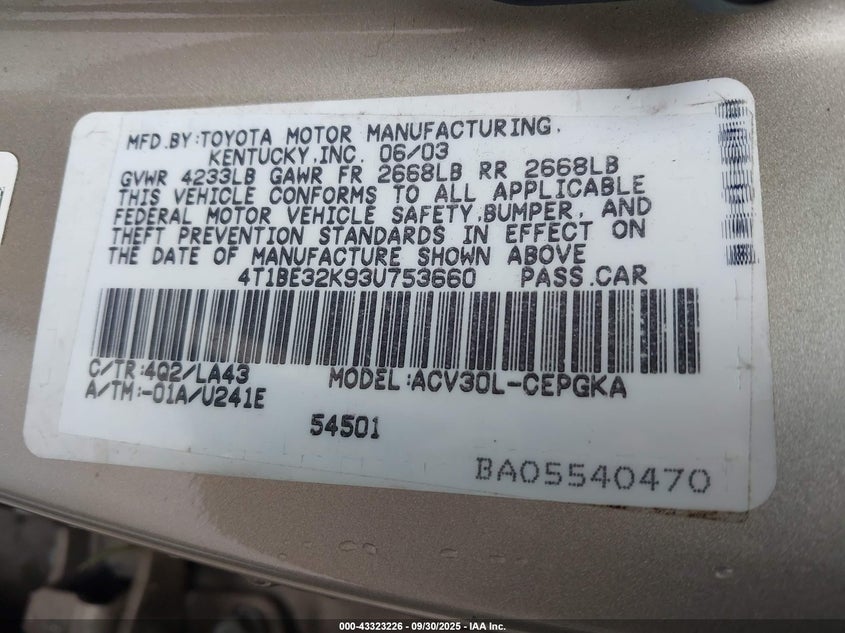 MFD.BY:TOYOTA MOTOR MANUFACTURING,
KENTUCKY,INC. 06/03
GVWR 4233LB GAWR FR 2668LB RR 2668LB
THIS VEHICLE CONFORMS TO ALL APPLICABLE
FEDERAL MOTOR VEHICLE SAFETY,BUMPER, AND
THEFT PREVENTION STANDARDS IN EFFECT ON
THE DATE OF MANUFACTURE SHOWN ABOVE
4T1BE32K93U753660 PASS.CAR
C/TR:4Q2/LA43 MODEL:ACV30L-CEPGKA
A/TM:-01A/U241E
54501
BA05540470
000-43323226 - 09/30/2025 - IAA Inc.